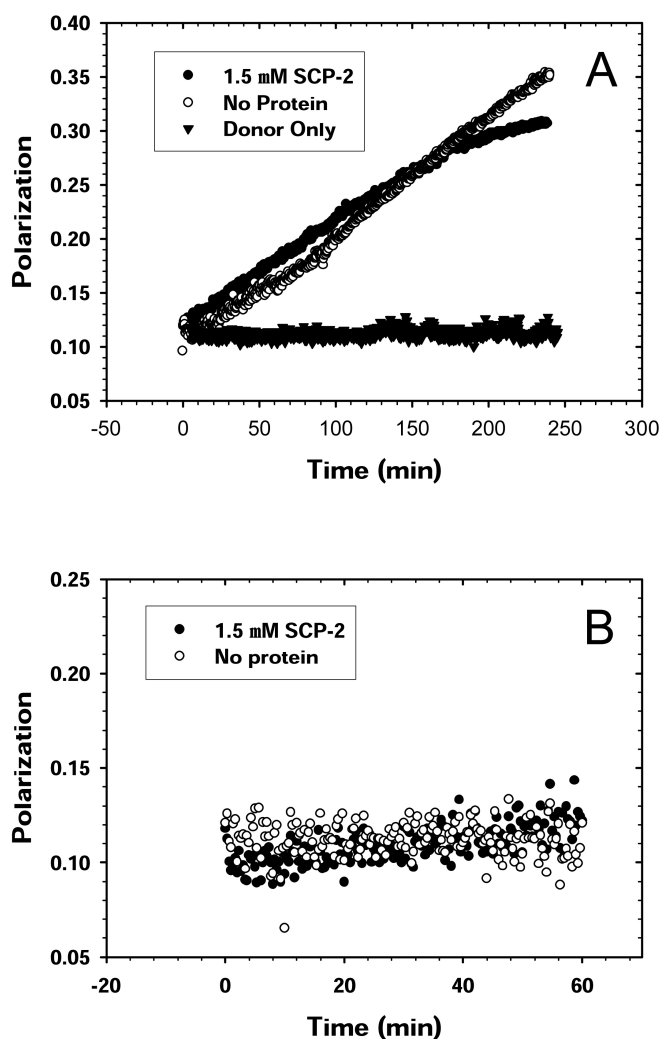 0.40
0.35
0.30
0.25
0.20
0.15
0.10
0.05
Polarization
1.5 mM SCP-2
No Protein
Donor Only
A
-50 0 50 100 150 200 250 300
Time (min)
0.25
0.20
0.15
0.10
0.05
Polarization
1.5 mM SCP-2
No protein
B
-20 0 20 40 60
Time (min)